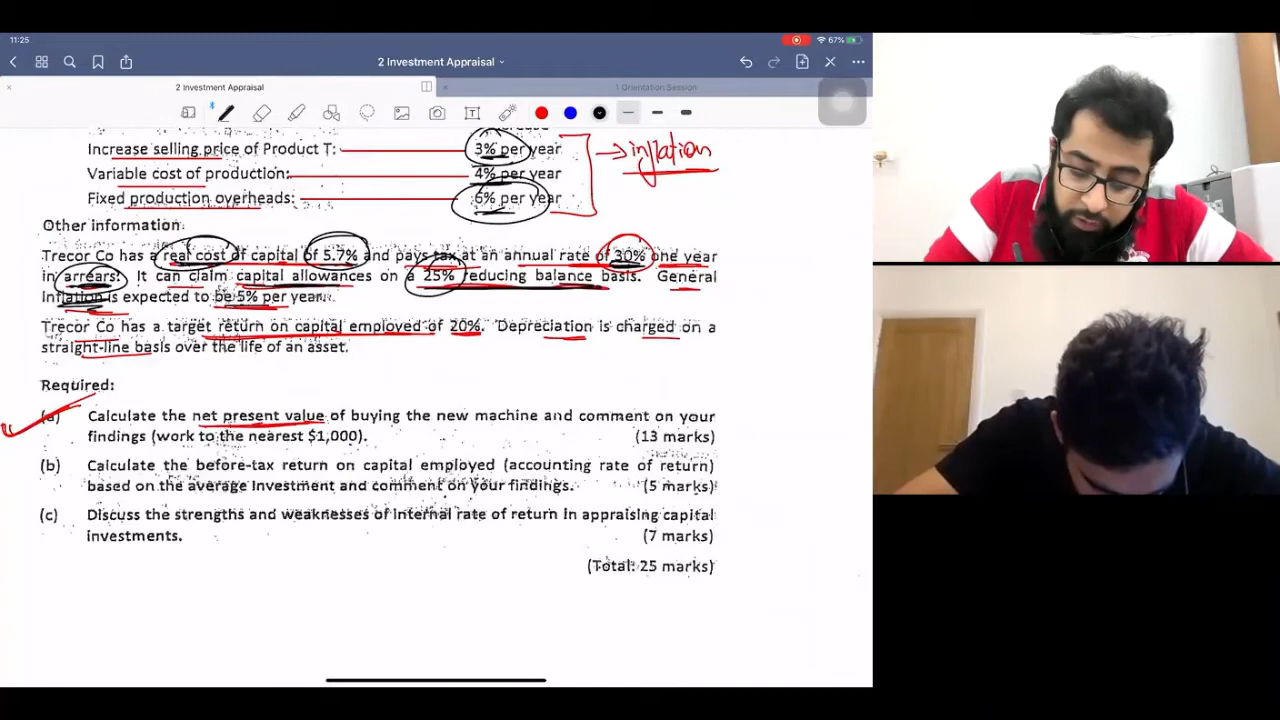 11:25
67%
2 Investment Appraisal
2 Investment Appraisal
1 Orientation Session
Increase selling price of Product T: 3% per year
→ inflation
Variable cost of production: 4% per year
Fixed production overheads: 6% per year
Other information:
Trecor Co has a real cost of capital of 5.7% and pays tax at an annual rate of 30% one year
in arrears. It can claim capital allowances on a 25% reducing balance basis. General
Inflation is expected to be 5% per year.
Trecor Co has a target return on capital employed of 20%. Depreciation is charged on a
straight-line basis over the life of an asset.
Required:
(a) Calculate the net present value of buying the new machine and comment on your
findings (work to the nearest $1,000). (13 marks)
(b) Calculate the before-tax return on capital employed (accounting rate of return)
based on the average Investment and comment on your findings. (5 marks)
(c) Discuss the strengths and weaknesses of internal rate of return in appraising capital
investments. (7 marks)
(Total: 25 marks)